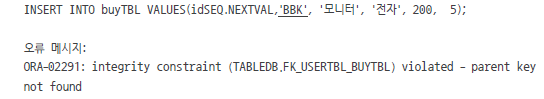 INSERT INTO buyTBL VALUES(idSEQ.NEXTVAL,'BBK', '모니터', '전자', 200,  5);
오류 메시지:
ORA-02291: integrity constraint (TABLEDB.FK_USERTBL_BUYTBL) violated - parent key
not found